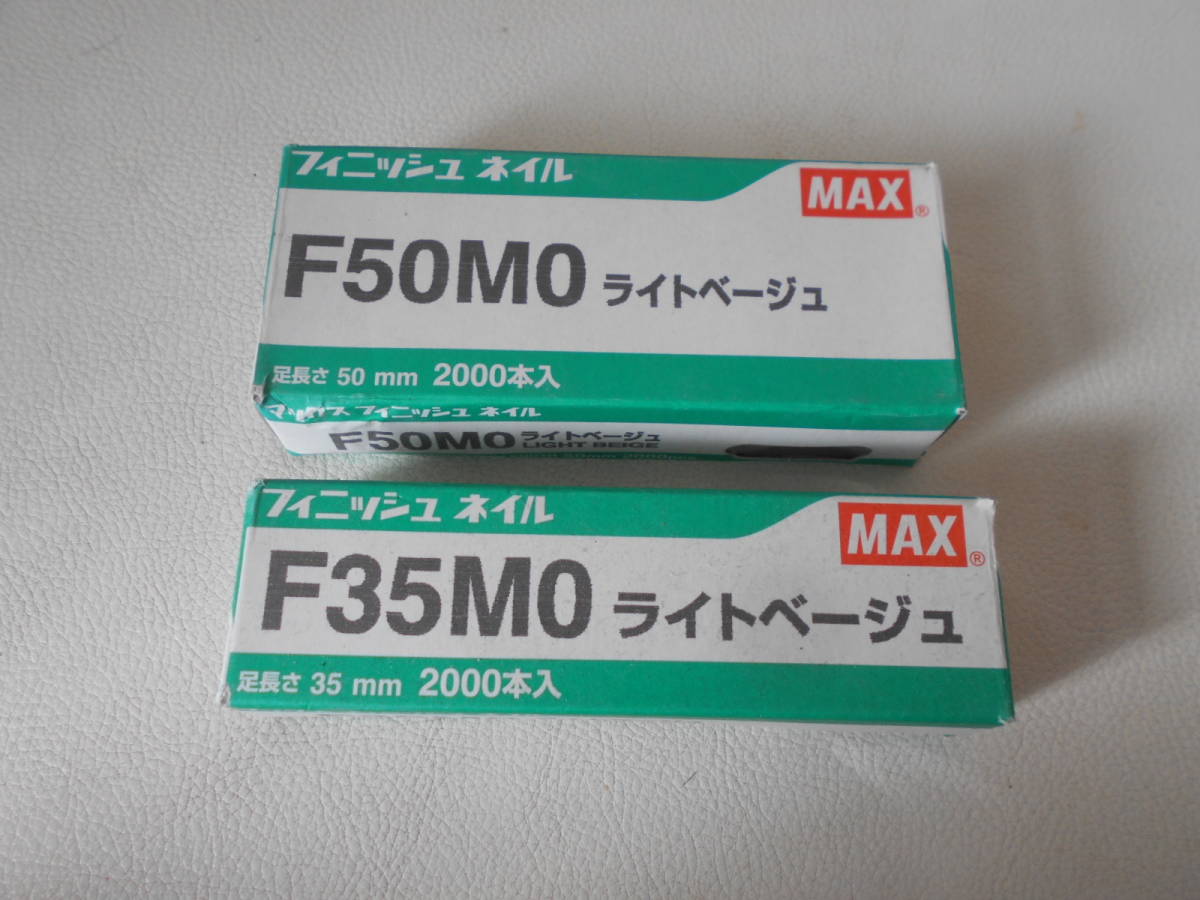 フィニッシュ ネイル
MAX®
F50M0 ライトベージュ
足長さ 50 mm 2000本入
マックス フィニッシュ ネイル
F50M0 ライトベージュ
LIGHT BEIGE
フィニッシュ ネイル
MAX®
F35M0 ライトベージュ
足長さ 35 mm 2000本入